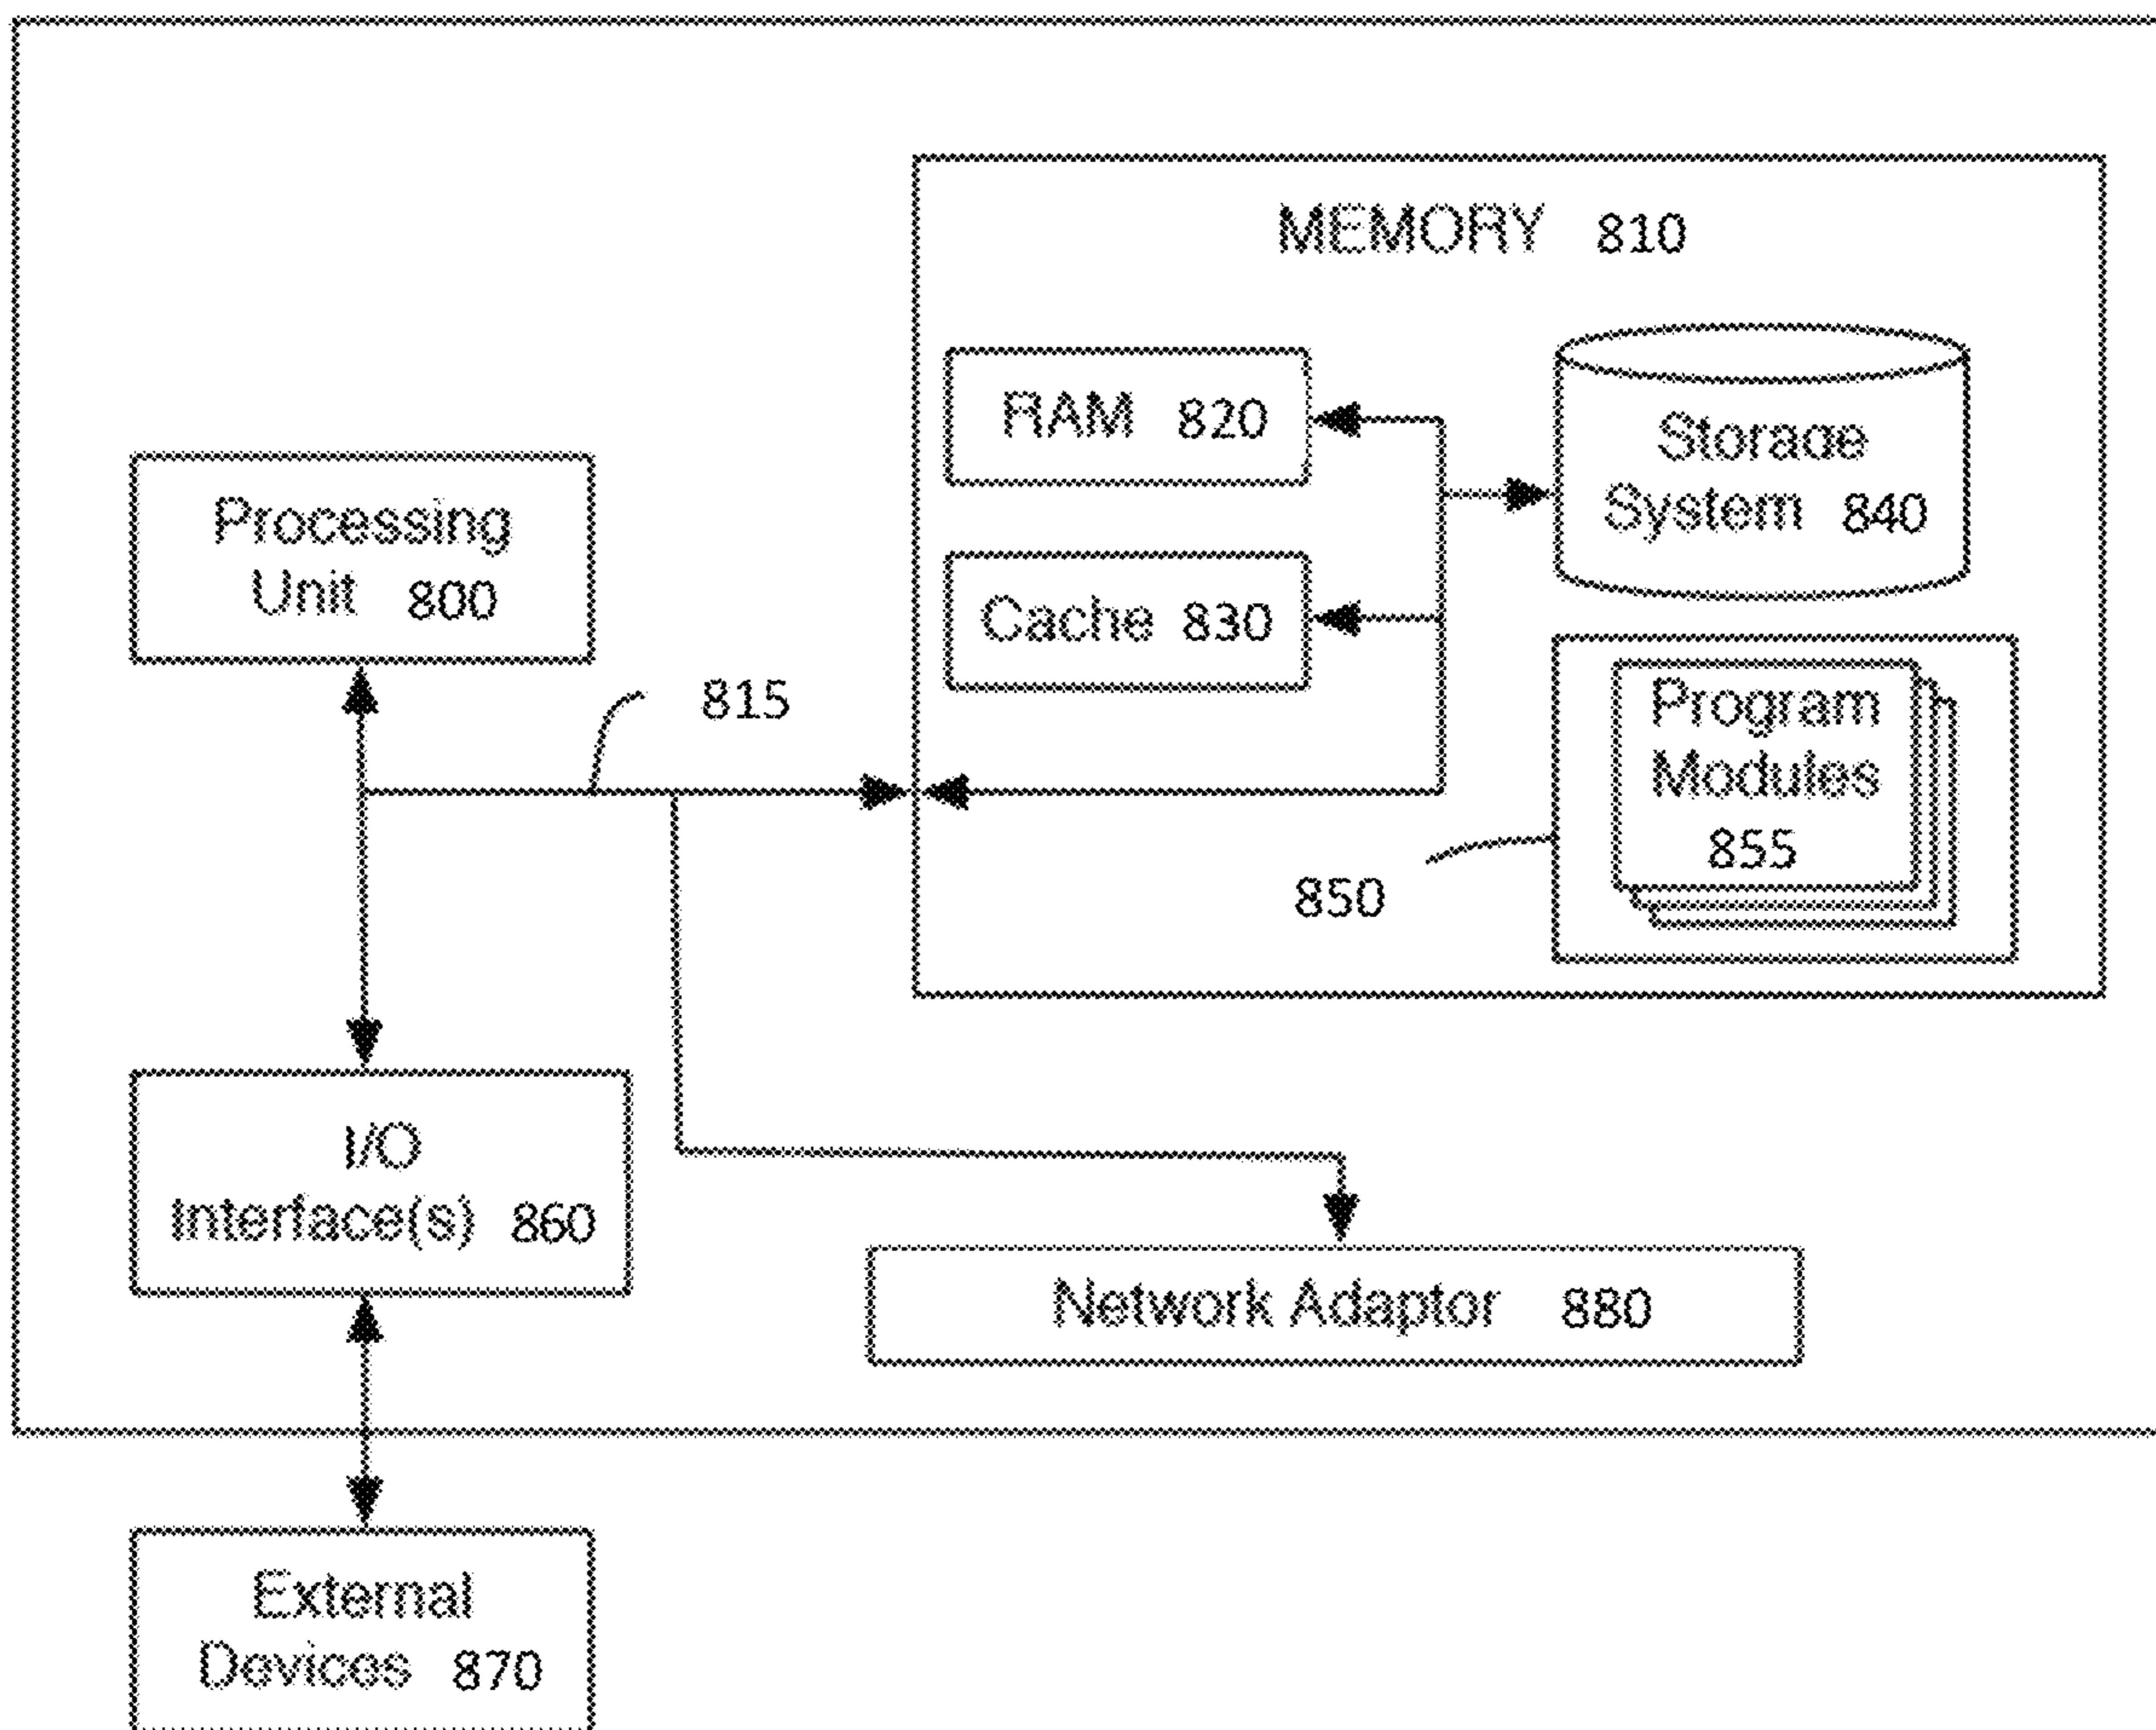 MEMORY 810
RAM 820
Storage
System 840
Processing
Unit 800
Cache 830
815
Program
Modules
855
850
I/O
Interface(s) 860
Network Adaptor 880
External
Devices 870